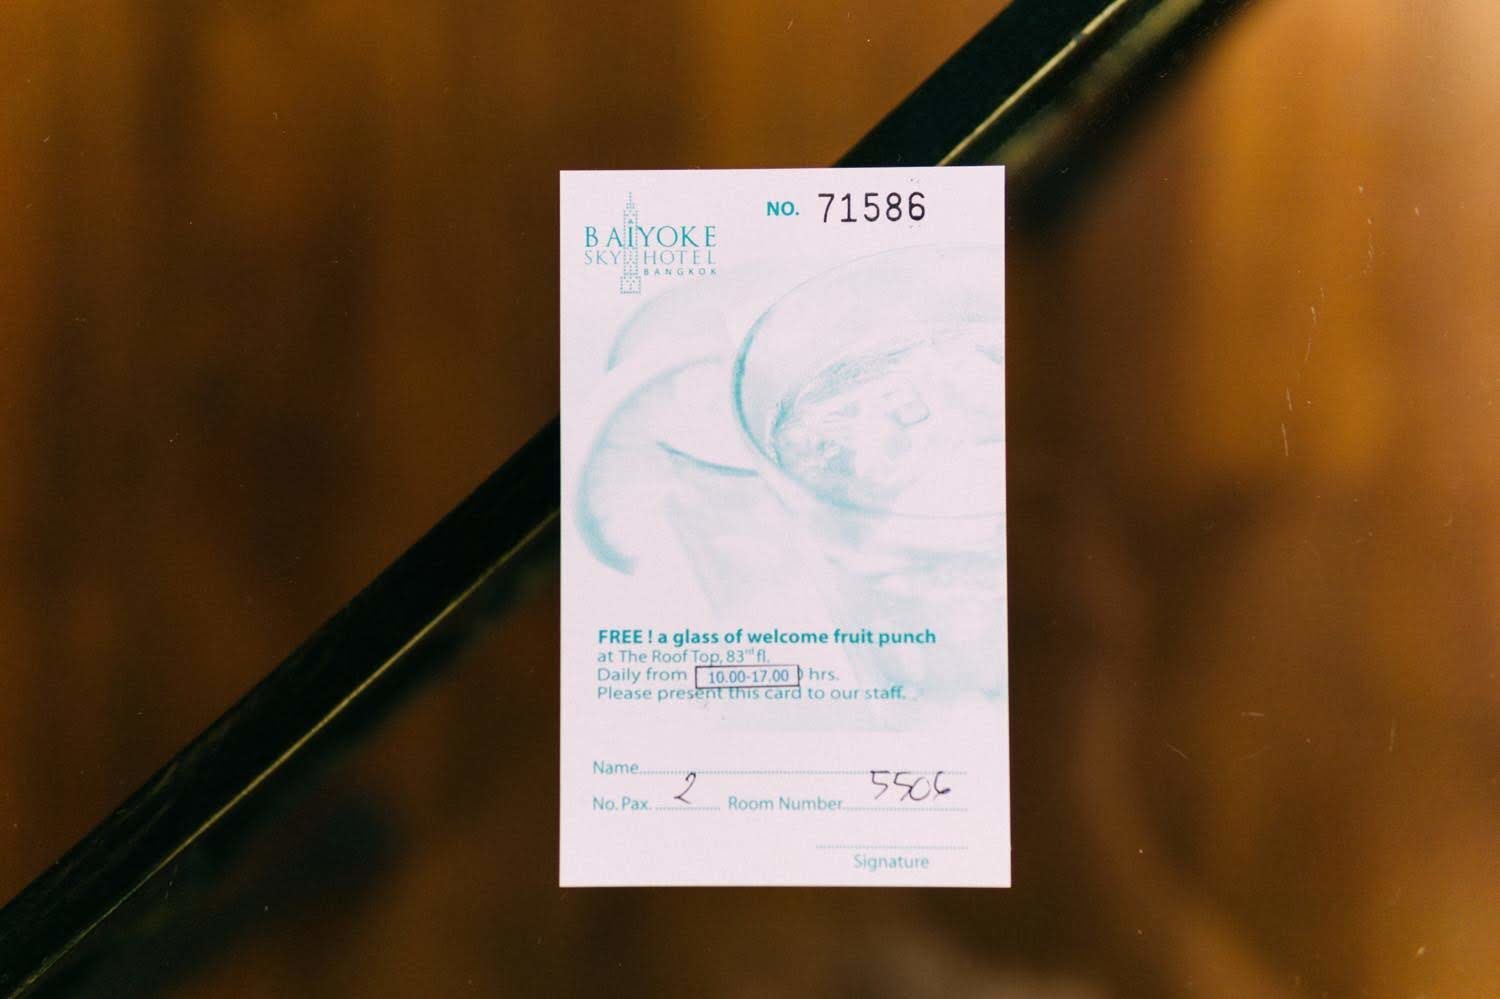 NO. 71586
BAIYOKE
SKY HOTEL
BANGKOK
FREE ! a glass of welcome fruit punch
at The Roof Top, 83rd fl.
Daily from 10.00-17.00 hrs.
Please present this card to our staff.
Name
No. Pax. 2 Room Number 5506
Signature